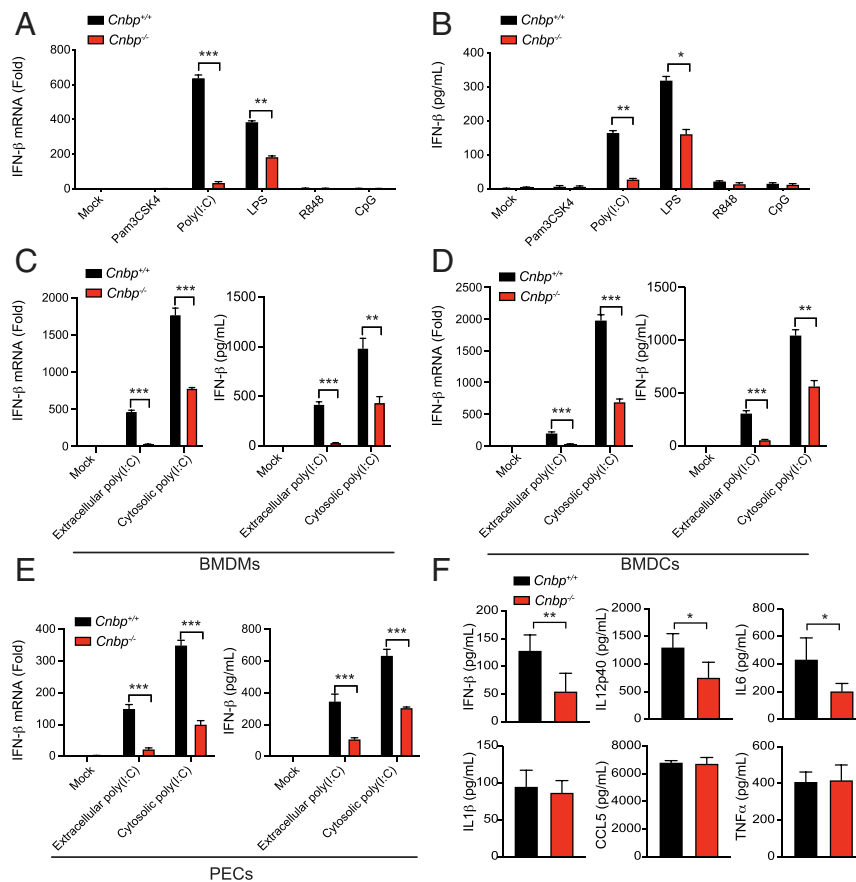 A
Cnbp+/+
Cnbp-/-
IFN-β mRNA (Fold)
800
600
400
200
0
***
**
Mock
Pam3CSK4
Poly(I:C)
LPS
R848
CpG
B
Cnbp+/+
Cnbp-/-
IFN-β (pg/mL)
400
300
200
100
0
**
*
Mock
Pam3CSK4
Poly(I:C)
LPS
R848
CpG
C
Cnbp+/+
Cnbp-/-
IFN-β mRNA (Fold)
2000
1500
1000
500
0
***
***
Mock
Extracellular poly(I:C)
Cytosolic poly(I:C)
IFN-β (pg/mL)
1500
1000
500
0
***
**
Mock
Extracellular poly(I:C)
Cytosolic poly(I:C)
BMDMs
D
Cnbp+/+
Cnbp-/-
IFN-β mRNA (Fold)
2500
2000
1500
1000
500
0
***
***
Mock
Extracellular poly(I:C)
Cytosolic poly(I:C)
IFN-β (pg/mL)
1500
1000
500
0
***
**
Mock
Extracellular poly(I:C)
Cytosolic poly(I:C)
BMDCs
E
Cnbp+/+
Cnbp-/-
IFN-β mRNA (Fold)
400
300
200
100
0
***
***
Mock
Extracellular poly(I:C)
Cytosolic poly(I:C)
IFN-β (pg/mL)
800
600
400
200
0
***
***
Mock
Extracellular poly(I:C)
Cytosolic poly(I:C)
PECs
F
Cnbp+/+
Cnbp-/-
IFN-β (pg/mL)
200
150
100
50
0
**
IL12p40 (pg/mL)
2000
1500
1000
500
0
*
IL6 (pg/mL)
800
600
400
200
0
*
IL1β (pg/mL)
150
100
50
0
CCL5 (pg/mL)
8000
6000
4000
2000
0
TNFα (pg/mL)
600
400
200
0